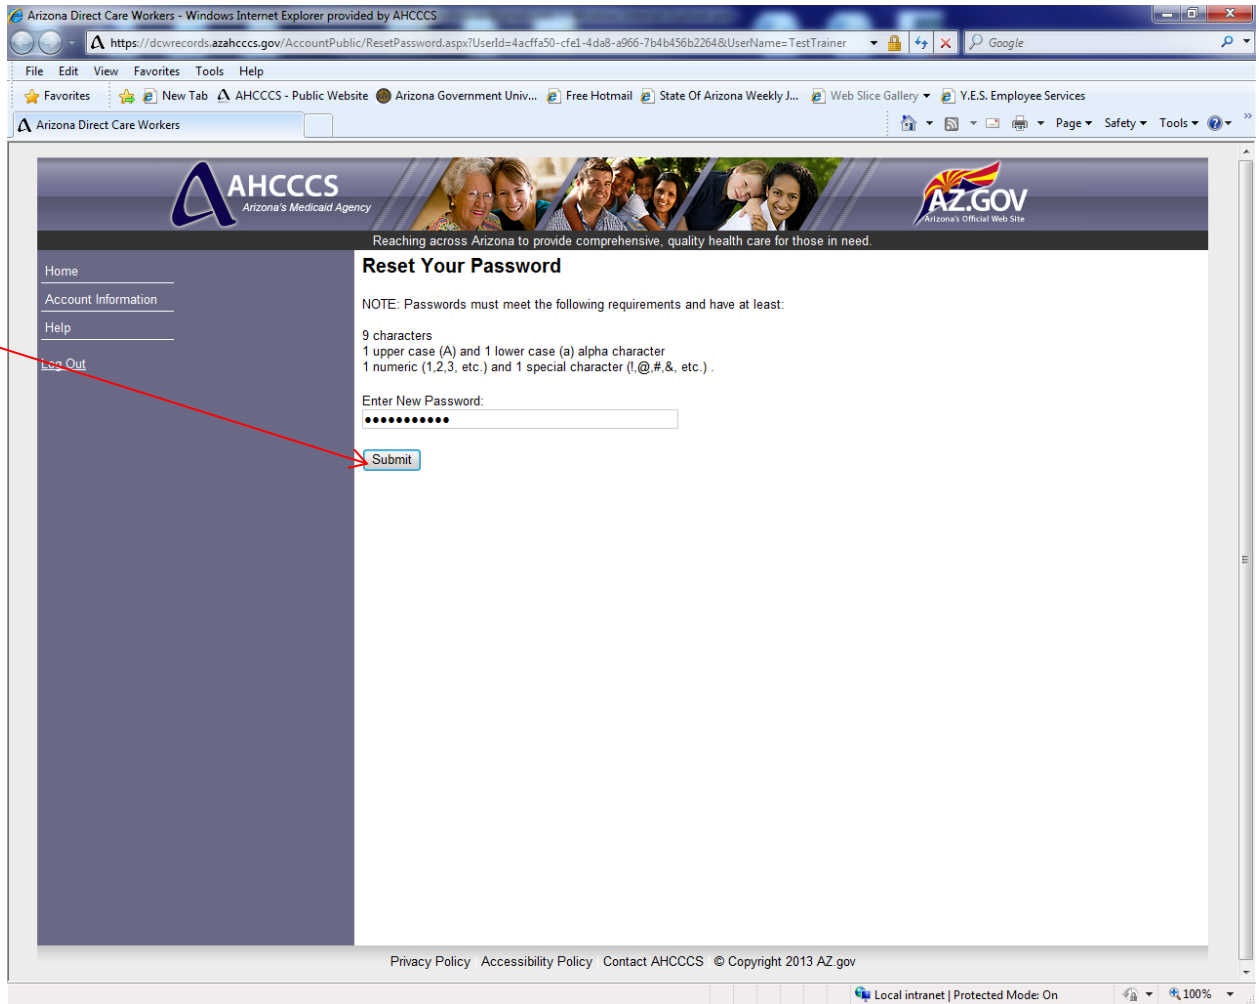 Arizona Direct Care Workers - Windows Internet Explorer provided by AHCCCS
https://dcwrecords.azahcccs.gov/AccountPublic/ResetPassword.aspx?UserId=4acffa50-cfe1-4da8-a966-7b4b456b2264&UserName=TestTrainer
Google
File Edit View Favorites Tools Help
Favorites New Tab AHCCCS - Public Website Arizona Government Univ... Free Hotmail State Of Arizona Weekly J... Web Slice Gallery Y.E.S. Employee Services
Arizona Direct Care Workers
Page Safety Tools »
AHCCCS
Arizona's Medicaid Agency
AZ.GOV
Arizona's Official Web Site
Reaching across Arizona to provide comprehensive, quality health care for those in need.
Home
Account Information
Help
Log Out
Reset Your Password
NOTE: Passwords must meet the following requirements and have at least:
9 characters
1 upper case (A) and 1 lower case (a) alpha character
1 numeric (1,2,3, etc.) and 1 special character (!,@,#,&, etc.) .
Enter New Password:
●●●●●●●●●●●
Submit
Privacy Policy Accessibility Policy Contact AHCCCS © Copyright 2013 AZ.gov
Local intranet | Protected Mode: On 100%